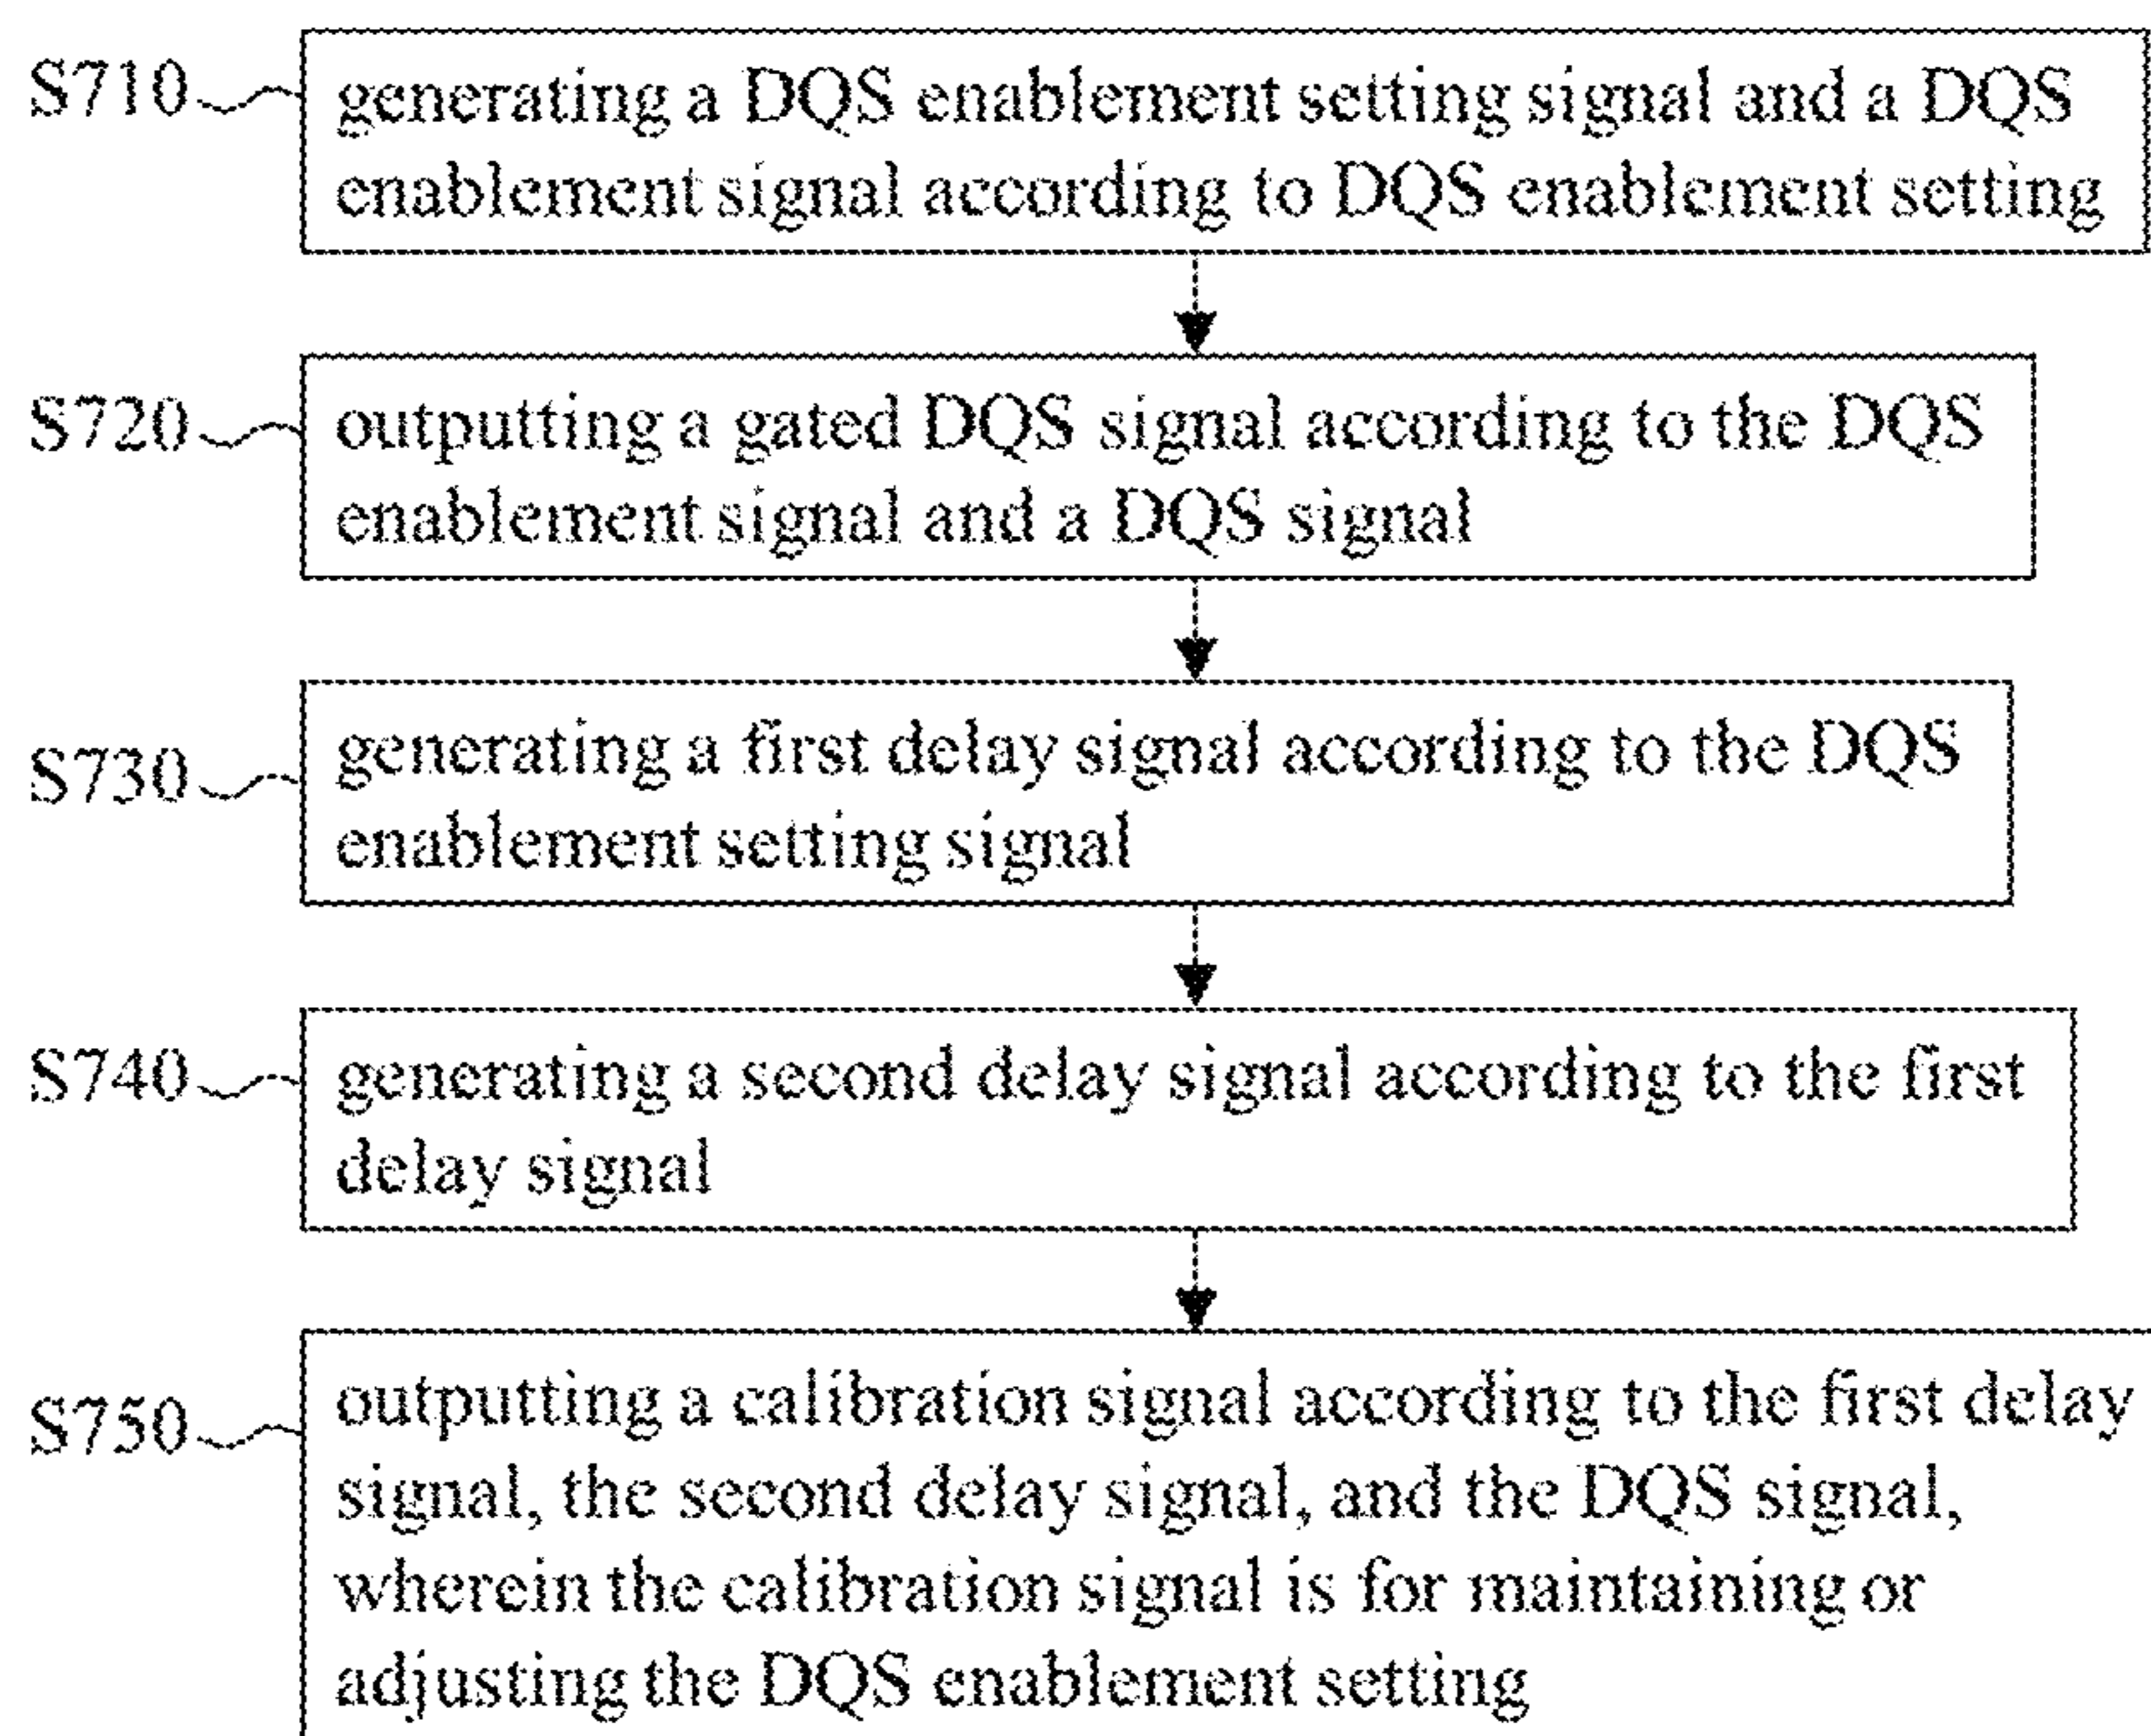 S710
generating a DQS enablement setting signal and a DQS
enablement signal according to DQS enablement setting
S720
outputting a gated DQS signal according to the DQS
enablement signal and a DQS signal
S730
generating a first delay signal according to the DQS
enablement setting signal
S740
generating a second delay signal according to the first
delay signal
S750
outputting a calibration signal according to the first delay
signal, the second delay signal, and the DQS signal,
wherein the calibration signal is for maintaining or
adjusting the DQS enablement setting